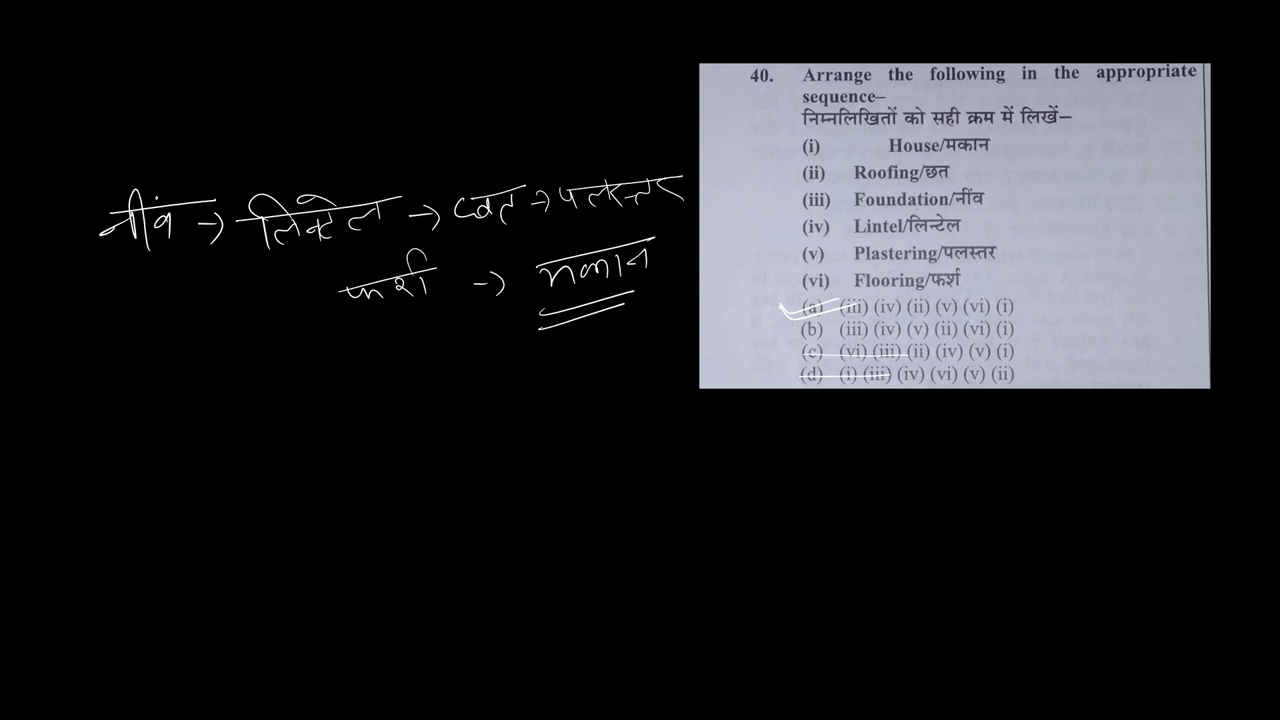 नींव → लिन्टेल → छत → पलस्तर
फर्श → मकान
40. Arrange the following in the appropriate
sequence–
निम्नलिखितों को सही क्रम में लिखें–
(i) House/मकान
(ii) Roofing/छत
(iii) Foundation/नींव
(iv) Lintel/लिन्टेल
(v) Plastering/पलस्तर
(vi) Flooring/फर्श
(a) (iii) (iv) (ii) (v) (vi) (i)
(b) (iii) (iv) (v) (ii) (vi) (i)
(c) (vi) (iii) (ii) (iv) (v) (i)
(d) (i) (iii) (iv) (vi) (v) (ii)